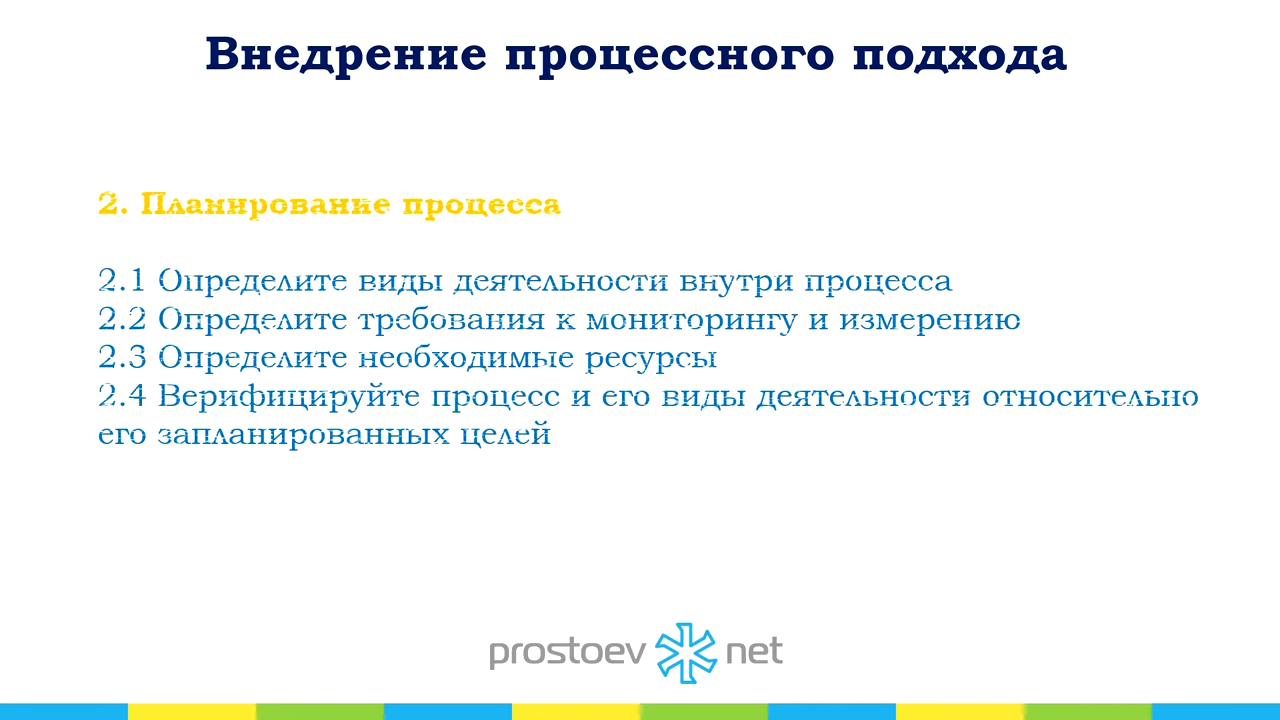 Внедрение процессного подхода
2. Планирование процесса
2.1 Определите виды деятельности внутри процесса
2.2 Определите требования к мониторингу и измерению
2.3 Определите необходимые ресурсы
2.4 Верифицируйте процесс и его виды деятельности относительно
его запланированных целей
prostoev net